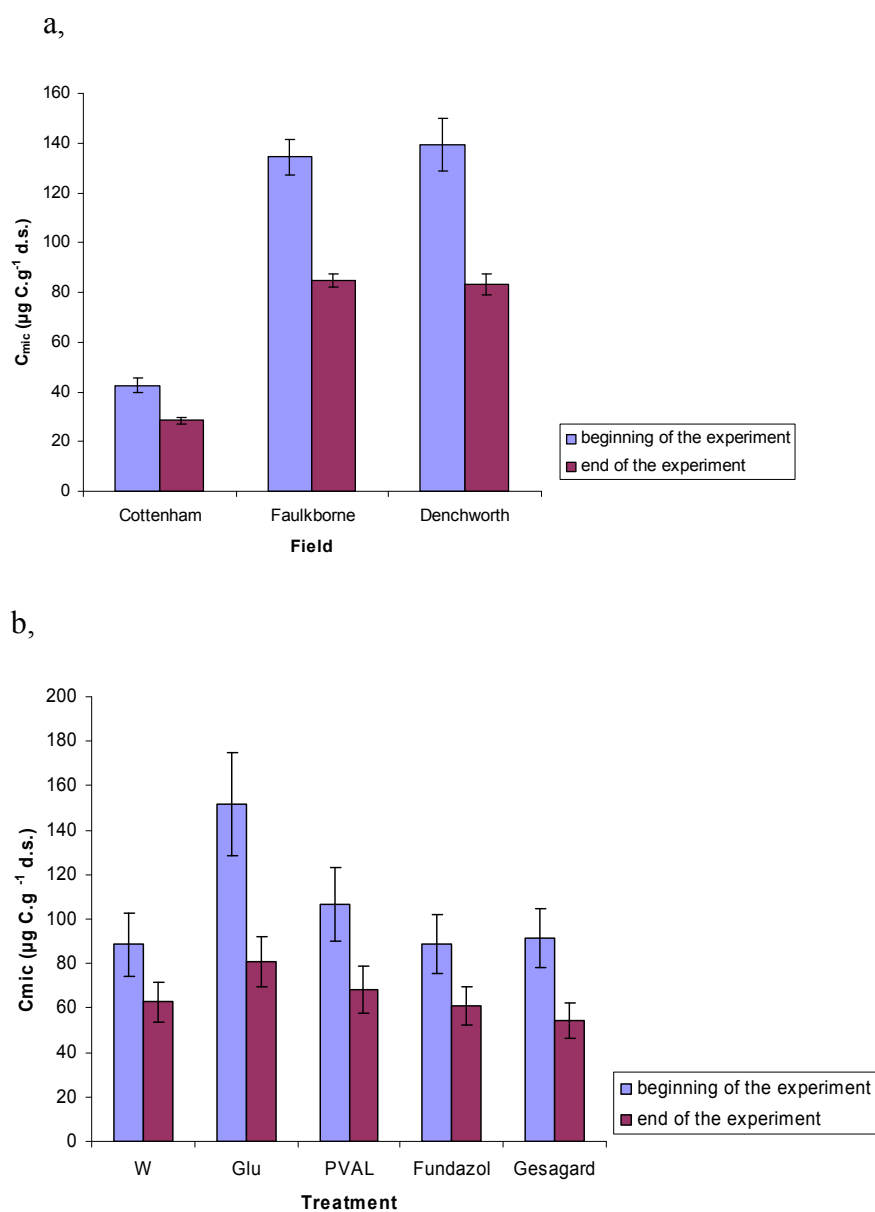 a,
160
140
120
100
80
60
40
20
0
Cmic (µg C.g-1 d.s.)
Cottenham Faulkborne Denchworth
Field
beginning of the experiment
end of the experiment
b,
200
180
160
140
120
100
80
60
40
20
0
Cmic (µg C.g -1 d.s.)
W Glu PVAL Fundazol Gesagard
Treatment
beginning of the experiment
end of the experiment